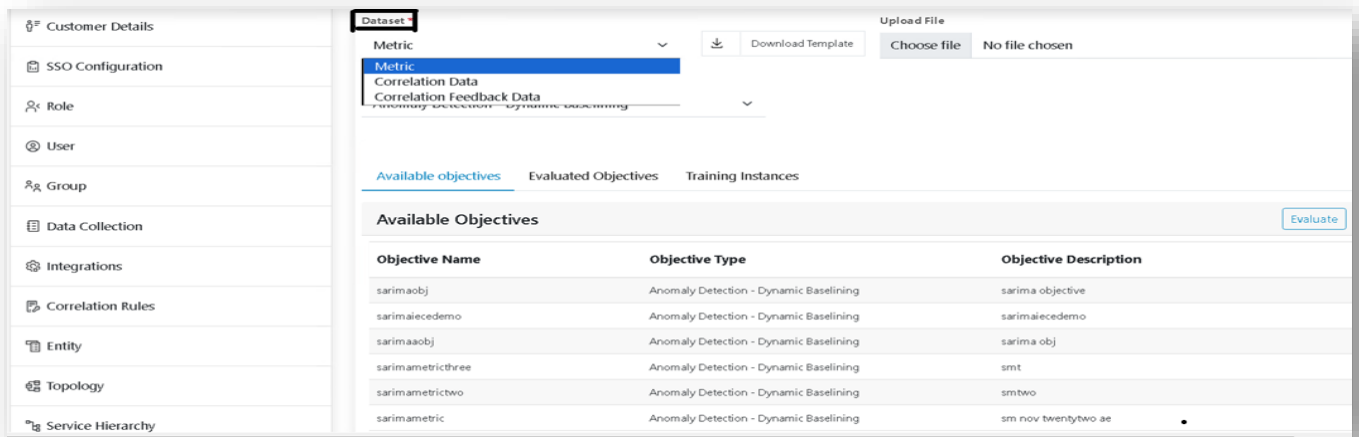 Customer Details
SSO Configuration
Role
User
Group
Data Collection
Integrations
Correlation Rules
Entity
Topology
Service Hierarchy
Dataset *
Upload File
Metric
Download Template
Choose file No file chosen
Metric
Correlation Data
Correlation Feedback Data
Anomaly Detection - Dynamic Baselining
Available objectives Evaluated Objectives Training Instances
Available Objectives Evaluate
Objective Name Objective Type Objective Description
sarimaobj Anomaly Detection - Dynamic Baselining sarima objective
sarimaiecedemo Anomaly Detection - Dynamic Baselining sarimaiecedemo
sarimaaobj Anomaly Detection - Dynamic Baselining sarima obj
sarimametricthree Anomaly Detection - Dynamic Baselining smt
sarimametrictwo Anomaly Detection - Dynamic Baselining smtwo
sarimametric Anomaly Detection - Dynamic Baselining sm nov twentytwo ae